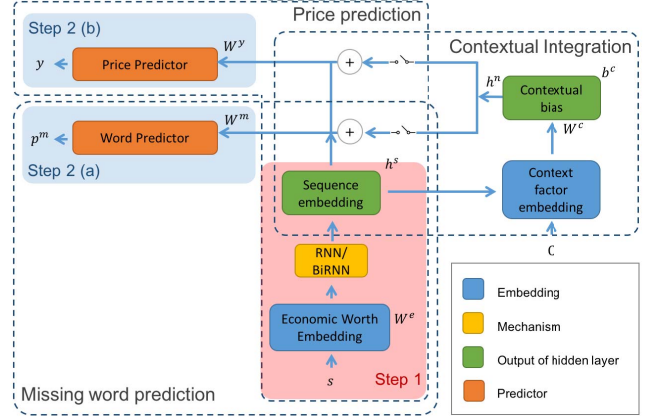 Price prediction
Step 2 (b)
y
Price Predictor
W^y
+
Contextual Integration
h^n
Contextual
bias
b^c
p^m
Word Predictor
W^m
+
W^c
Step 2 (a)
h^s
Sequence
embedding
Context
factor
embedding
C
RNN/
BiRNN
Economic Worth
Embedding
W^e
s
Step 1
Missing word prediction
Embedding
Mechanism
Output of hidden layer
Predictor